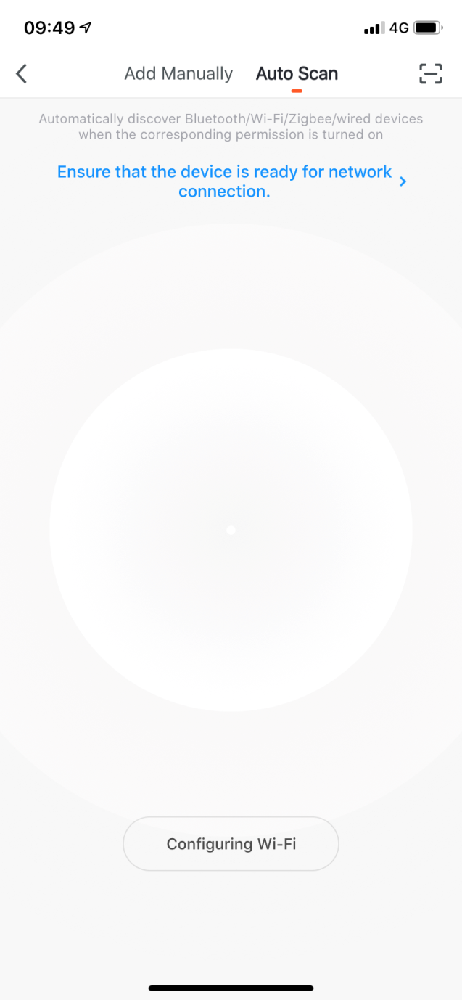 09:49
4G
Add Manually
Auto Scan
Automatically discover Bluetooth/Wi-Fi/Zigbee/wired devices
when the corresponding permission is turned on
Ensure that the device is ready for network
connection.
Configuring Wi-Fi